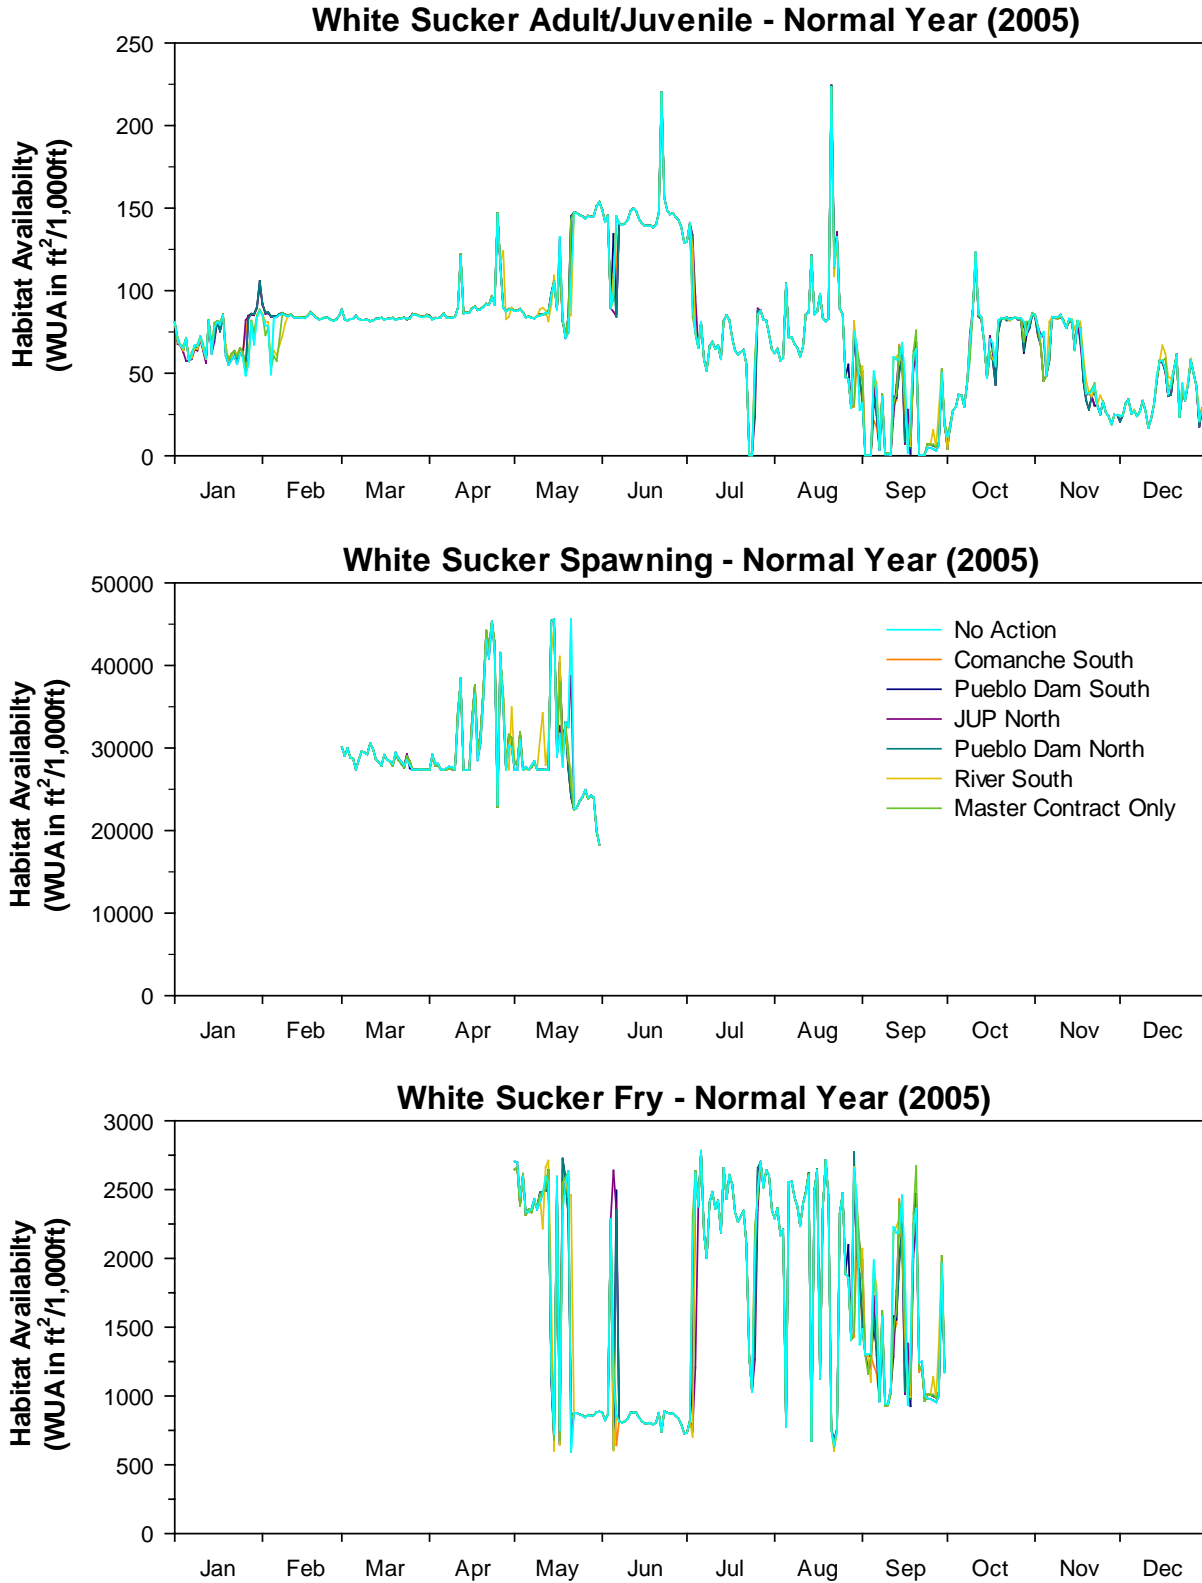 White Sucker Adult/Juvenile - Normal Year (2005)
Habitat Availabilty
(WUA in ft²/1,000ft)
250
200
150
100
50
0
Jan Feb Mar Apr May Jun Jul Aug Sep Oct Nov Dec
White Sucker Spawning - Normal Year (2005)
Habitat Availabilty
(WUA in ft²/1,000ft)
50000
40000
30000
20000
10000
0
No Action
Comanche South
Pueblo Dam South
JUP North
Pueblo Dam North
River South
Master Contract Only
Jan Feb Mar Apr May Jun Jul Aug Sep Oct Nov Dec
White Sucker Fry - Normal Year (2005)
Habitat Availabilty
(WUA in ft²/1,000ft)
3000
2500
2000
1500
1000
500
0
Jan Feb Mar Apr May Jun Jul Aug Sep Oct Nov Dec